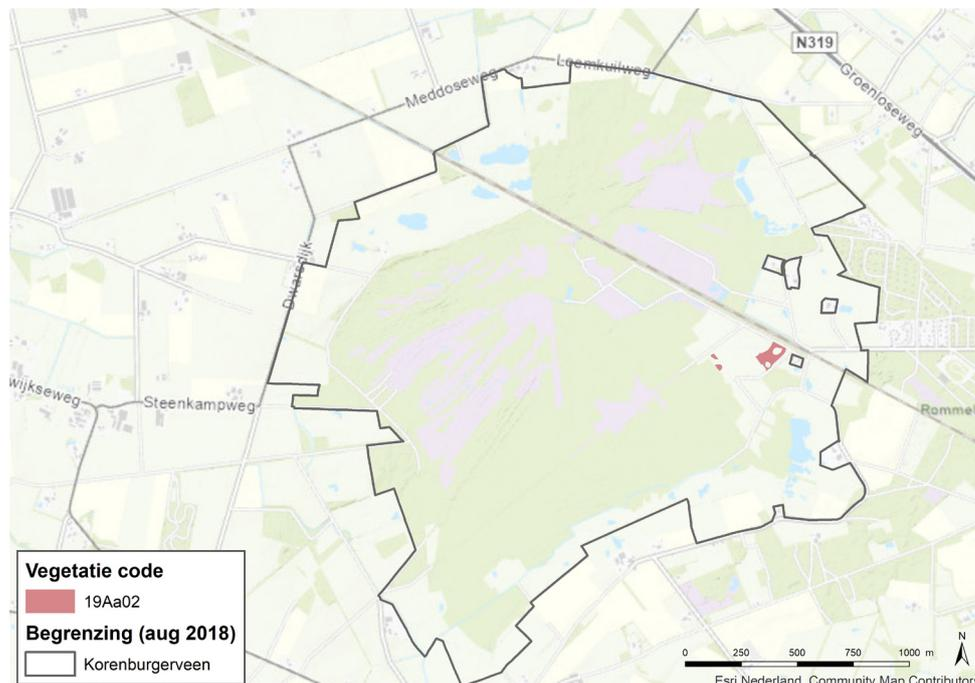 N319
Groenloseweg
Leemkuilweg
Meddoseweg
Dwarsdijk
wijkseweg
Steenkampweg
Rommel
Vegetatie code
19Aa02
Begrenzing (aug 2018)
Korenburgerveen
N
0 250 500 750 1000 m
Esri Nederland, Community Map Contributor